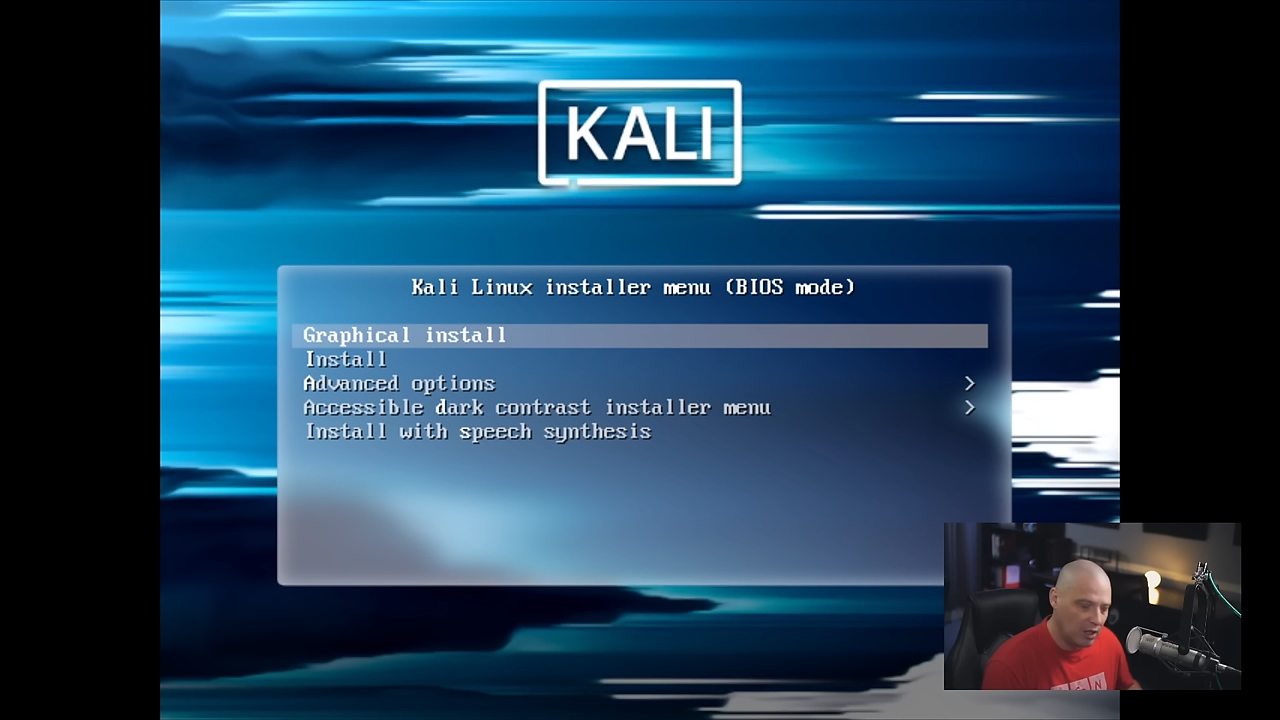 KALI
Kali Linux installer menu (BIOS mode)
Graphical install
Install
Advanced options >
Accessible dark contrast installer menu >
Install with speech synthesis